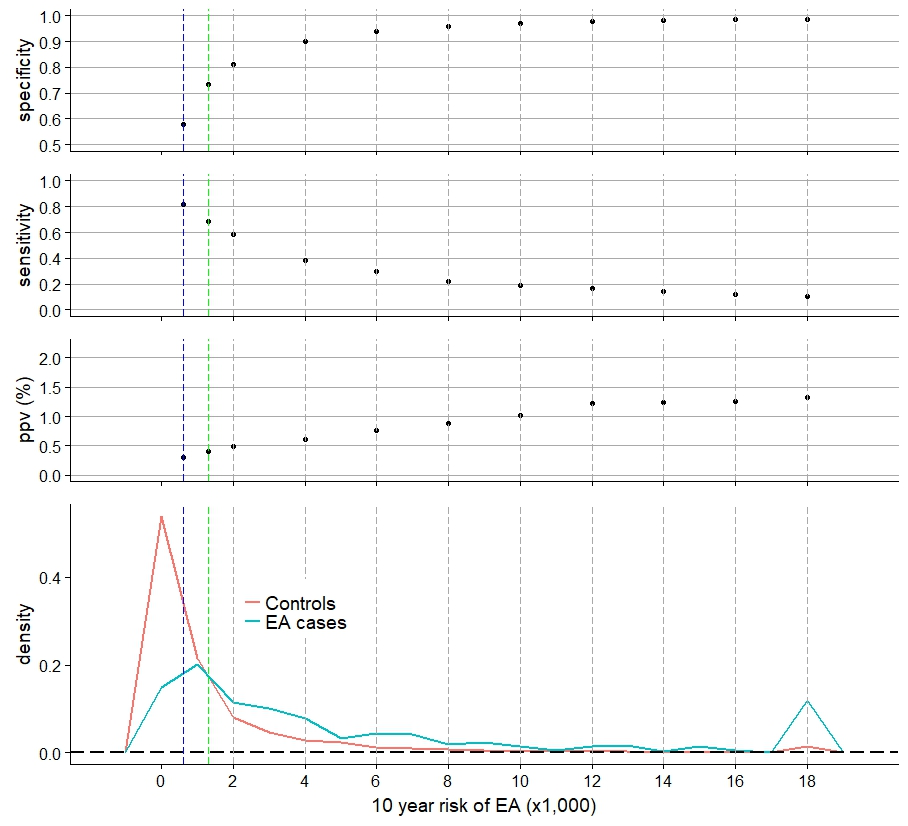 specificity
1.0
0.9
0.8
0.7
0.6
0.5
sensitivity
1.0
0.8
0.6
0.4
0.2
0.0
ppv (%)
2.0
1.5
1.0
0.5
0.0
density
0.4
0.2
0.0
Controls
EA cases
0 2 4 6 8 10 12 14 16 18
10 year risk of EA (x1,000)